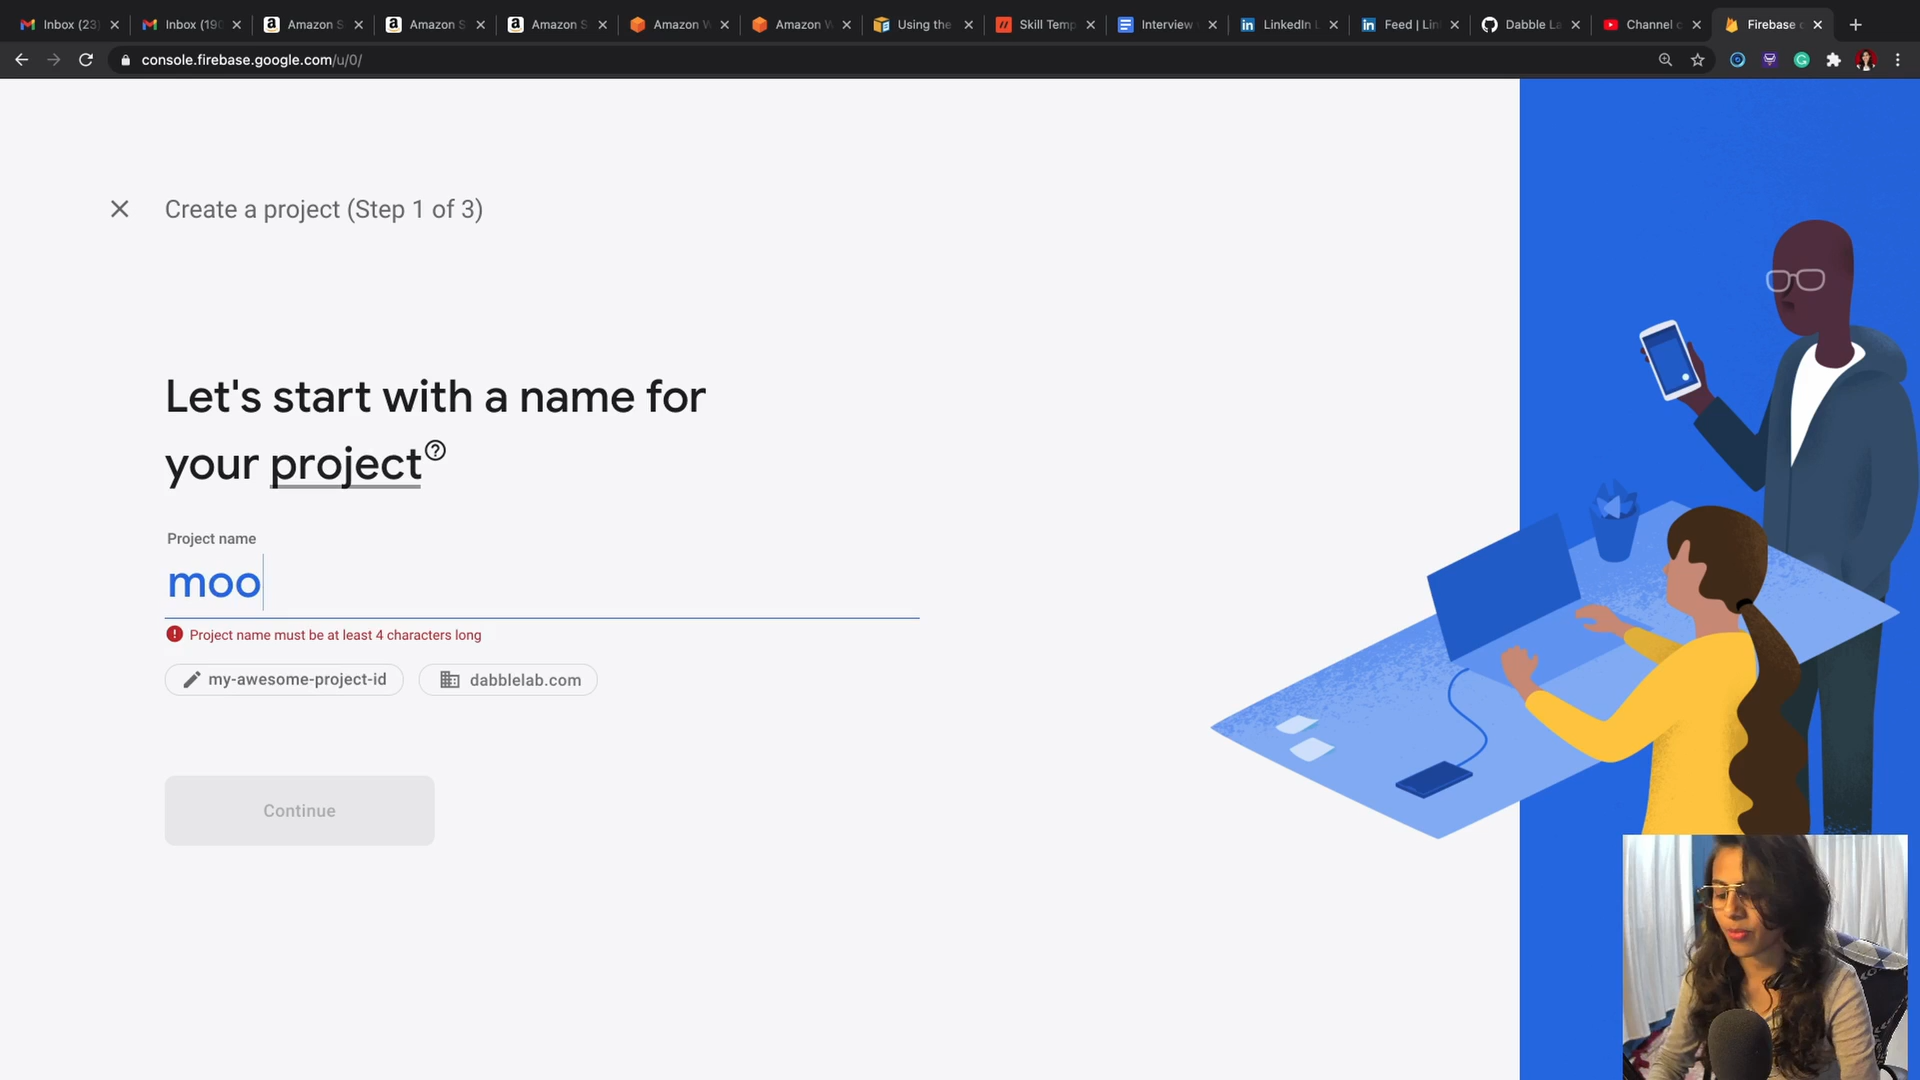 Inbox (23
Inbox (190
Amazon S
Amazon S
Amazon S
Amazon W
Amazon W
Using the
Skill Temp
Interview
LinkedIn L
Feed | Lin
Dabble La
Channel c
Firebase c
console.firebase.google.com/u/0/
Create a project (Step 1 of 3)
Let's start with a name for
your project
Project name
moo
Project name must be at least 4 characters long
my-awesome-project-id
dabblelab.com
Continue